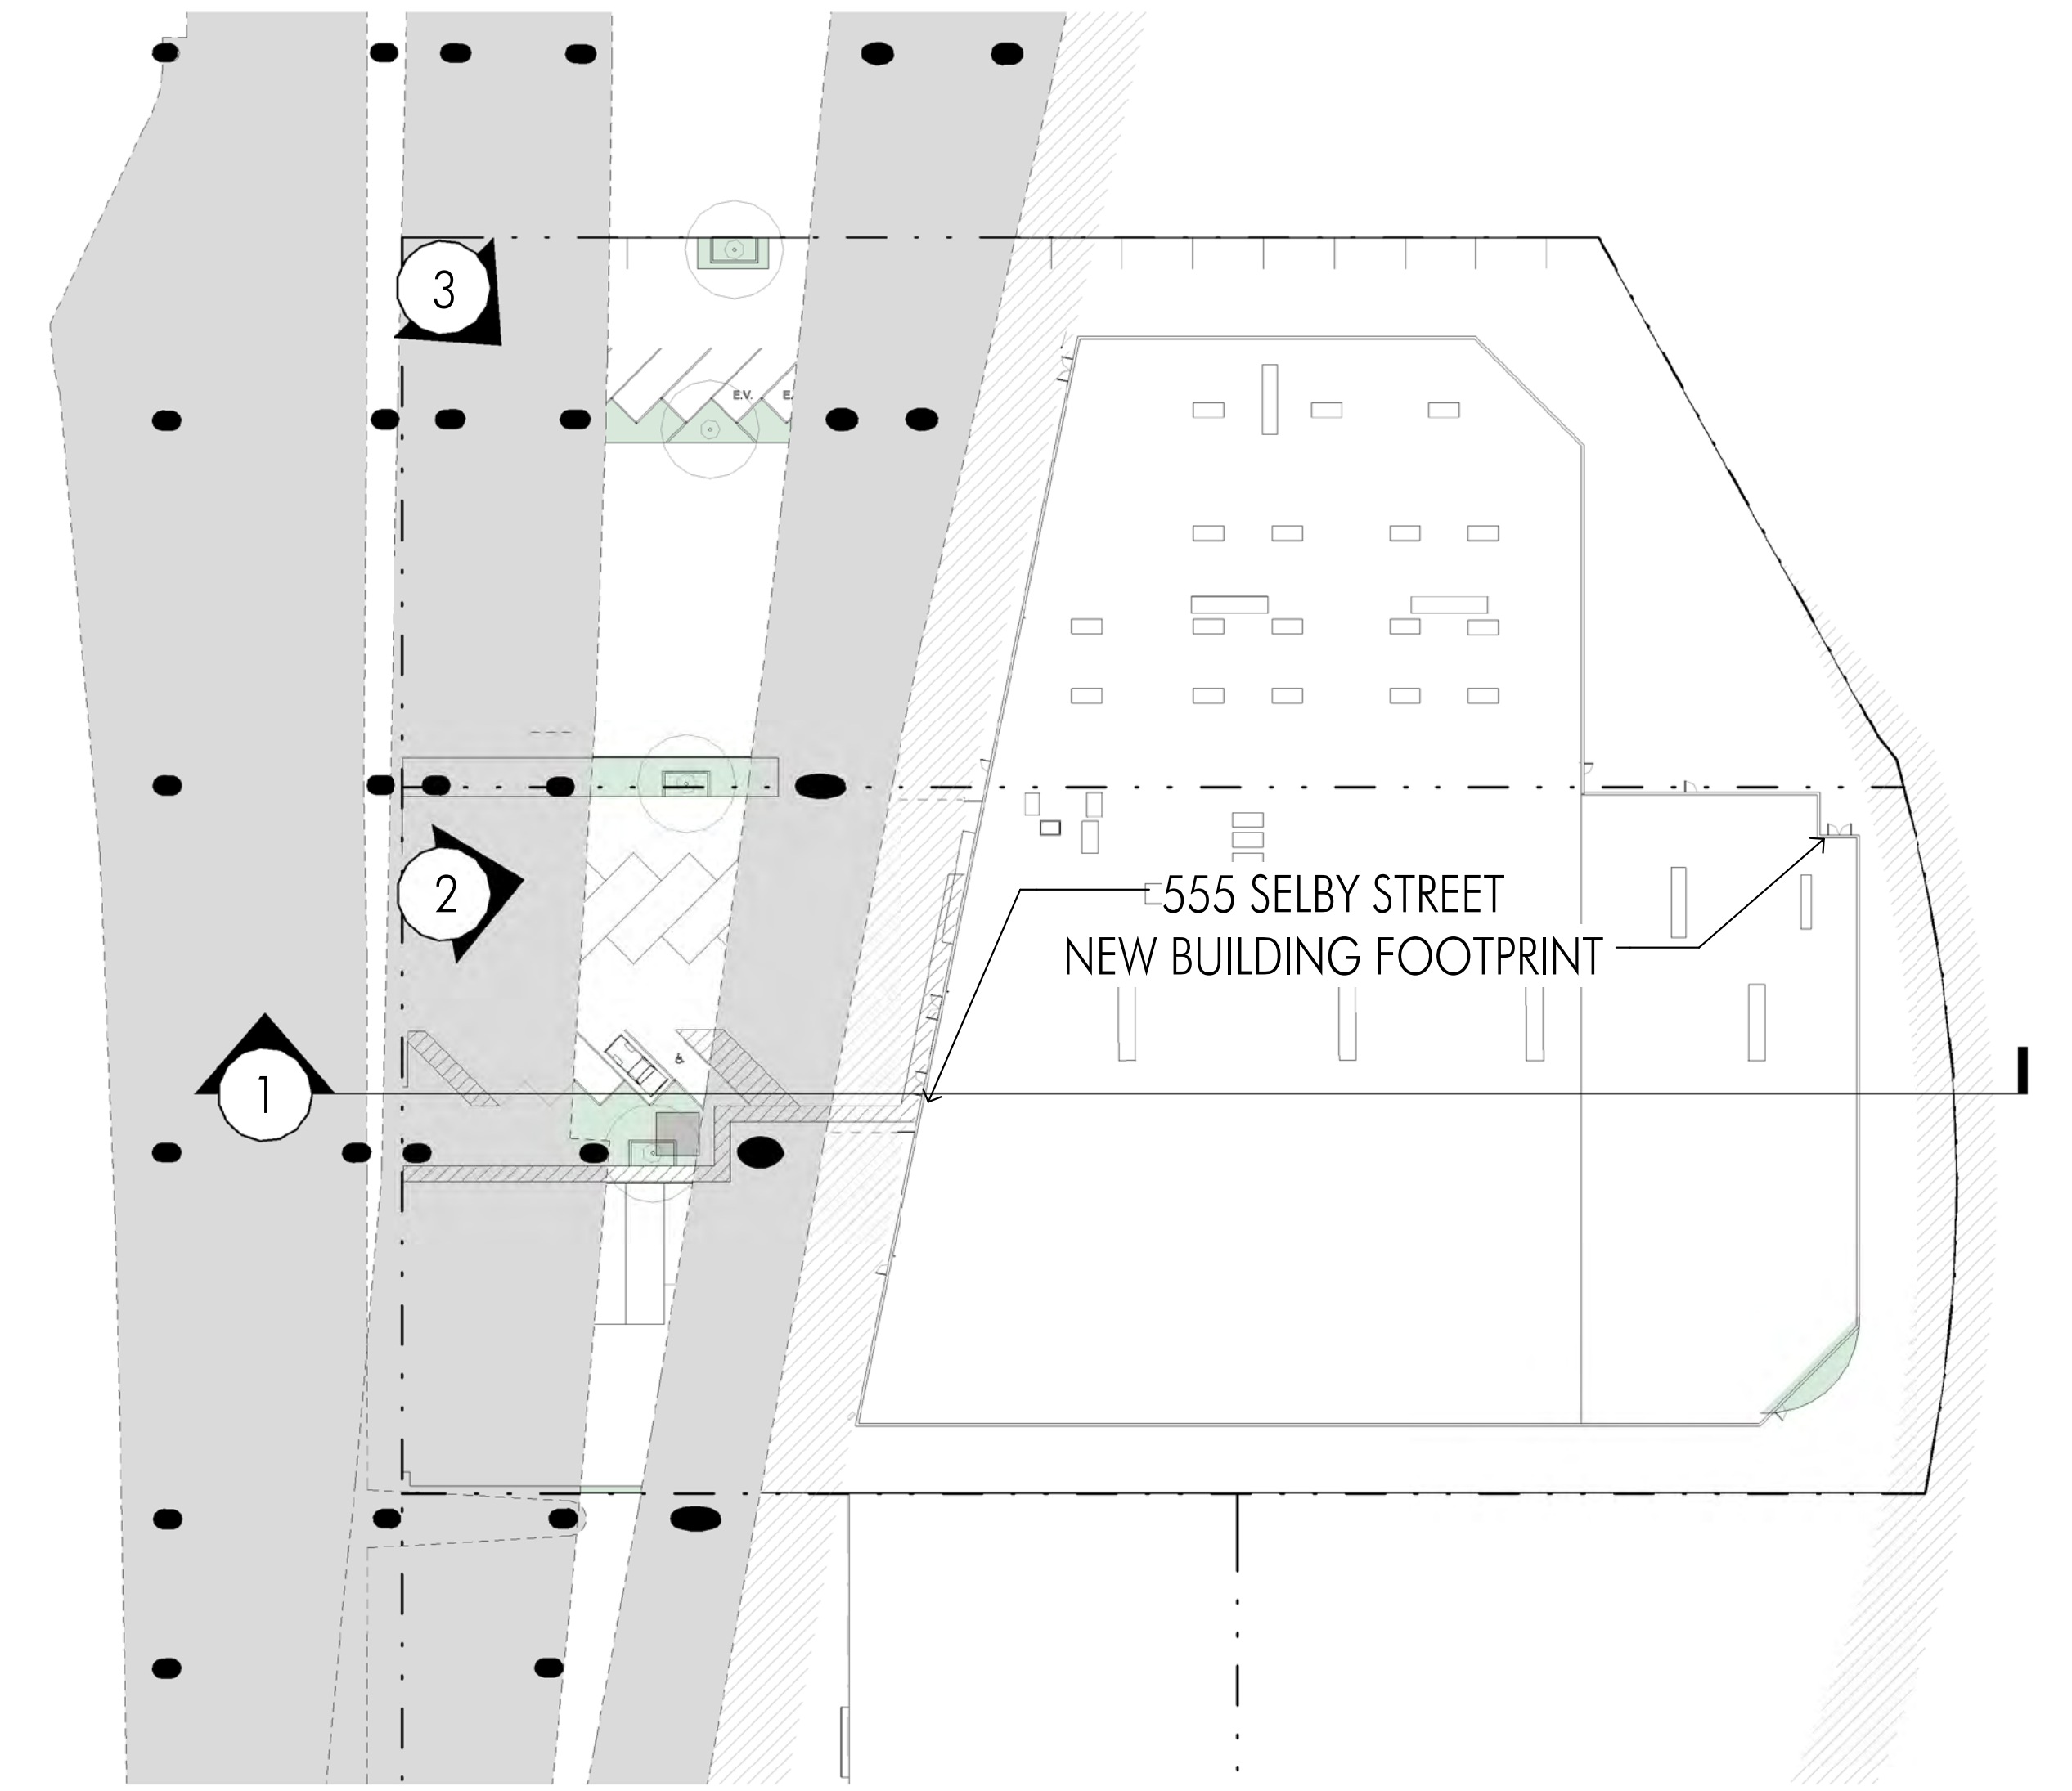 3
E.V.
E.
2
555 SELBY STREET
NEW BUILDING FOOTPRINT
1